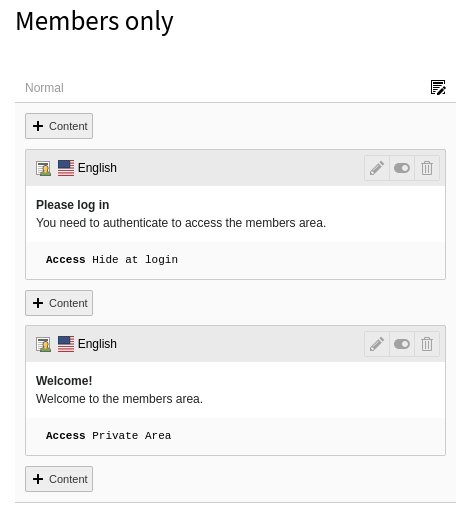 Members only
Normal
+ Content
English
Please log in
You need to authenticate to access the members area.
Access Hide at login
+ Content
English
Welcome!
Welcome to the members area.
Access Private Area
+ Content